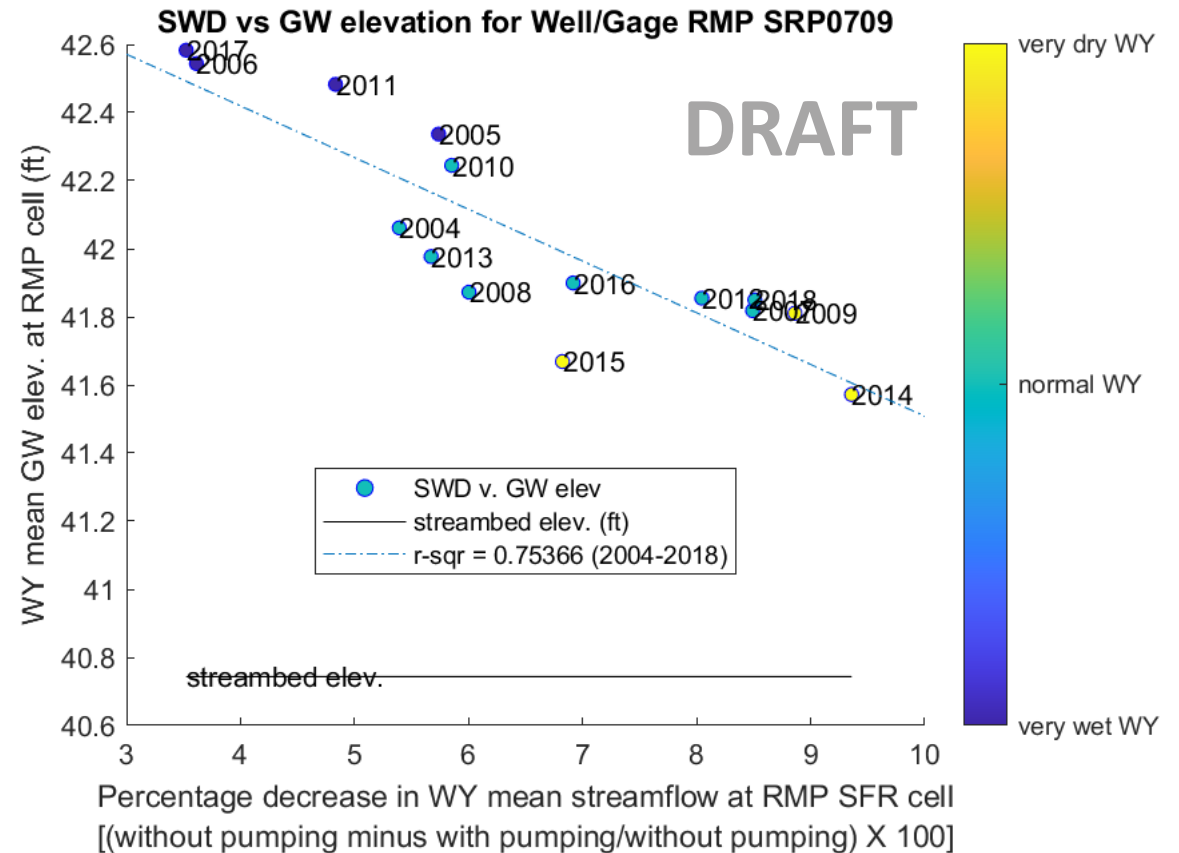 SWD vs GW elevation for Well/Gage RMP SRP0709
42.6
42.4
42.2
42
41.8
41.6
41.4
41.2
41
40.8
40.6
WY mean GW elev. at RMP cell (ft)
DRAFT
2017
2006
2011
2005
2010
2004
2013
2008
2016
2012
2018
2007
2009
2015
2014
SWD v. GW elev
streambed elev. (ft)
r-sqr = 0.75366 (2004-2018)
streambed elev.
3 4 5 6 7 8 9 10
Percentage decrease in WY mean streamflow at RMP SFR cell
[(without pumping minus with pumping/without pumping) X 100]
very dry WY
normal WY
very wet WY